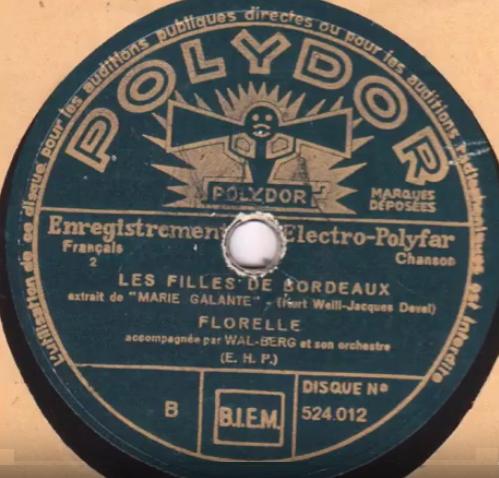 L'utilisation de ce disque pour les auditions publiques directes ou pour les auditions
est interdite
POLYDOR
POLYDOR
MARQUES
DÉPOSÉES
Enregistrement Electro-Polyfar
Français Chanson
2
LES FILLES DE BORDEAUX
extrait de "MARIE GALANTE" - (Kurt Weill-Jacques Deval)
FLORELLE
accompagnée par WAL-BERG et son orchestre
(E. H. P.)
B
B.I.E.M.
DISQUE No
524.012